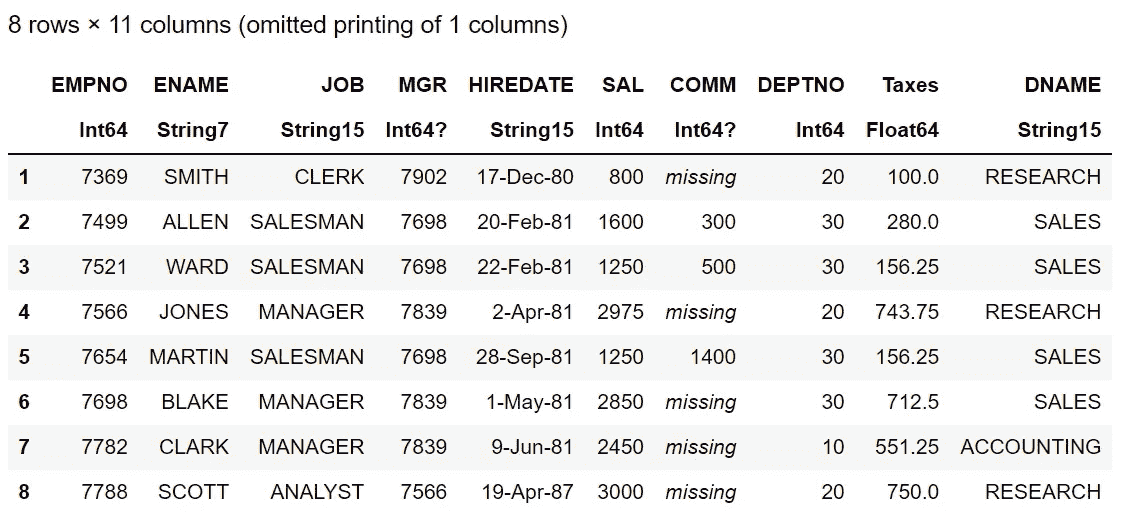 8 rows × 11 columns (omitted printing of 1 columns)
EMPNO ENAME JOB MGR HIREDATE SAL COMM DEPTNO Taxes DNAME
Int64 String7 String15 Int64? String15 Int64 Int64? Int64 Float64 String15
1 7369 SMITH CLERK 7902 17-Dec-80 800 missing 20 100.0 RESEARCH
2 7499 ALLEN SALESMAN 7698 20-Feb-81 1600 300 30 280.0 SALES
3 7521 WARD SALESMAN 7698 22-Feb-81 1250 500 30 156.25 SALES
4 7566 JONES MANAGER 7839 2-Apr-81 2975 missing 20 743.75 RESEARCH
5 7654 MARTIN SALESMAN 7698 28-Sep-81 1250 1400 30 156.25 SALES
6 7698 BLAKE MANAGER 7839 1-May-81 2850 missing 30 712.5 SALES
7 7782 CLARK MANAGER 7839 9-Jun-81 2450 missing 10 551.25 ACCOUNTING
8 7788 SCOTT ANALYST 7566 19-Apr-87 3000 missing 20 750.0 RESEARCH